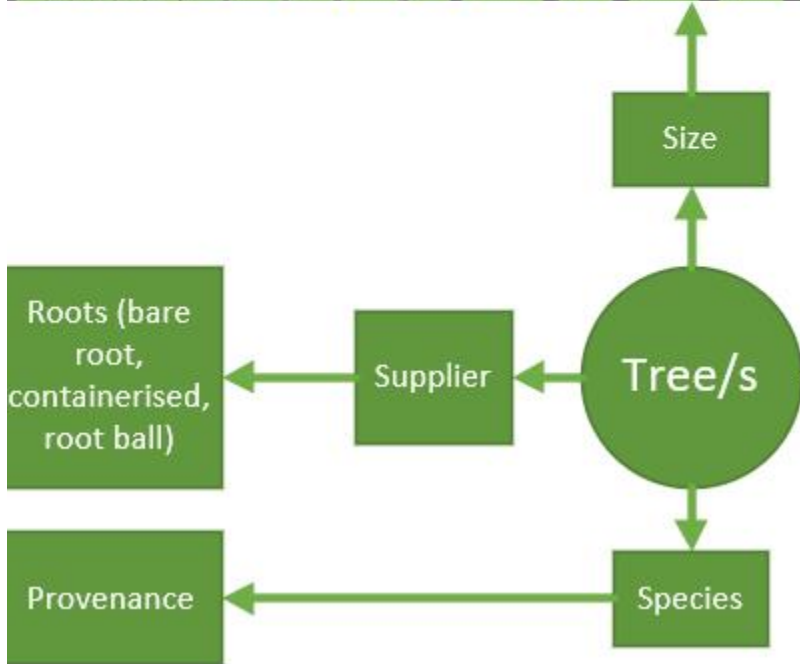 Size
Roots (bare
root,
containerised,
root ball)
Supplier
Tree/s
Provenance
Species